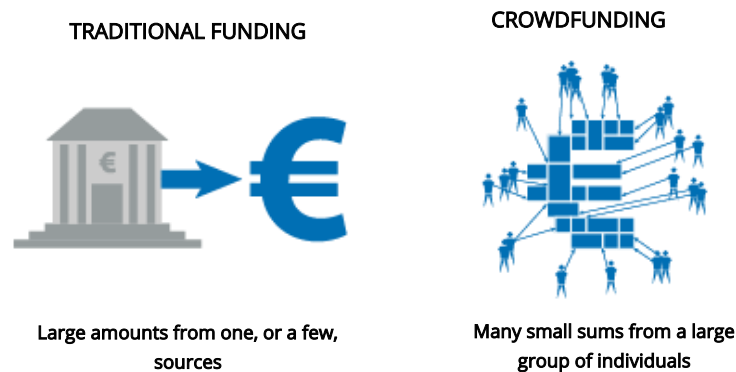 TRADITIONAL FUNDING
CROWDFUNDING
€
€
Large amounts from one, or a few,
sources
Many small sums from a large
group of individuals